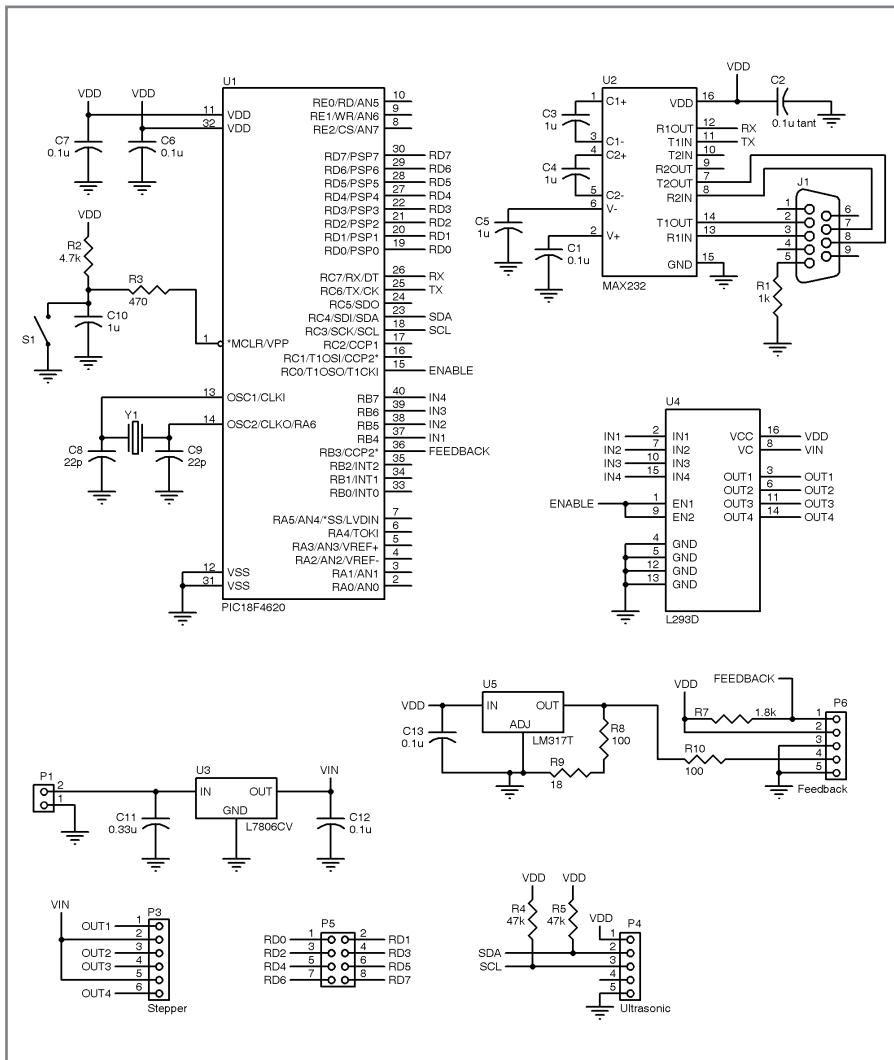 U1
VDD
VDD
11
VDD
32
VDD
C7
0.1u
C6
0.1u
RE0/RD/AN5
10
RE1/WR/AN6
9
RE2/CS/AN7
8
RD7/PSP7
30
RD7
RD6/PSP6
29
RD6
RD5/PSP5
28
RD5
RD4/PSP4
27
RD4
RD3/PSP3
22
RD3
RD2/PSP2
21
RD2
RD1/PSP1
20
RD1
RD0/PSP0
19
RD0
RC7/RX/DT
26
RX
RC6/TX/CK
25
TX
RC5/SDO
24
RC4/SDI/SDA
23
SDA
RC3/SCK/SCL
18
SCL
RC2/CCP1
17
RC1/T1OSI/CCP2*
16
RC0/T1OSO/T1CKI
15
ENABLE
RB7
40
IN4
RB6
39
IN3
RB5
38
IN2
RB4
37
IN1
RB3/CCP2*
36
FEEDBACK
RB2/INT2
35
RB1/INT1
34
RB0/INT0
33
RA5/AN4/*SS/LVDIN
7
RA4/TOKI
6
RA3/AN3/VREF+
5
RA2/AN2/VREF-
4
RA1/AN1
3
RA0/AN0
2
VDD
R2
4.7k
R3
470
C10
1u
S1
1
*MCLR/VPP
13
OSC1/CLKI
14
OSC2/CLKO/RA6
Y1
C8
22p
C9
22p
12
VSS
31
VSS
PIC18F4620
U2
VDD
C2
0.1u tant
1
C1+
VDD
16
C3
1u
R1OUT
12
RX
3
C1-
T1IN
11
TX
4
C2+
T2IN
10
R2OUT
9
C4
1u
T2OUT
7
5
C2-
R2IN
8
6
V-
C5
1u
T1OUT
14
2
V+
R1IN
13
C1
0.1u
GND
15
MAX232
J1
1
2
3
4
5
6
7
8
9
R1
1k
U4
IN1
2
IN1
VCC
16
VDD
IN2
7
IN2
VC
8
VIN
IN3
10
IN3
IN4
15
IN4
OUT1
3
OUT1
OUT2
6
OUT2
ENABLE
1
EN1
OUT3
11
OUT3
9
EN2
OUT4
14
OUT4
4
GND
5
GND
12
GND
13
GND
L293D
U5
VDD
IN
OUT
ADJ
LM317T
C13
0.1u
R8
100
R9
18
FEEDBACK
VDD
R7
1.8k
R10
100
P6
1
2
3
4
5
Feedback
P1
2
1
U3
IN
OUT
GND
L7806CV
VIN
C11
0.33u
C12
0.1u
VIN
P3
OUT1
1
2
OUT2
3
OUT3
4
5
OUT4
6
Stepper
P5
RD0
1
2
RD1
RD2
3
4
RD3
RD4
5
6
RD5
RD6
7
8
RD7
VDD
VDD
R4
47k
R5
47k
VDD
P4
1
SDA
2
SCL
3
4
5
Ultrasonic